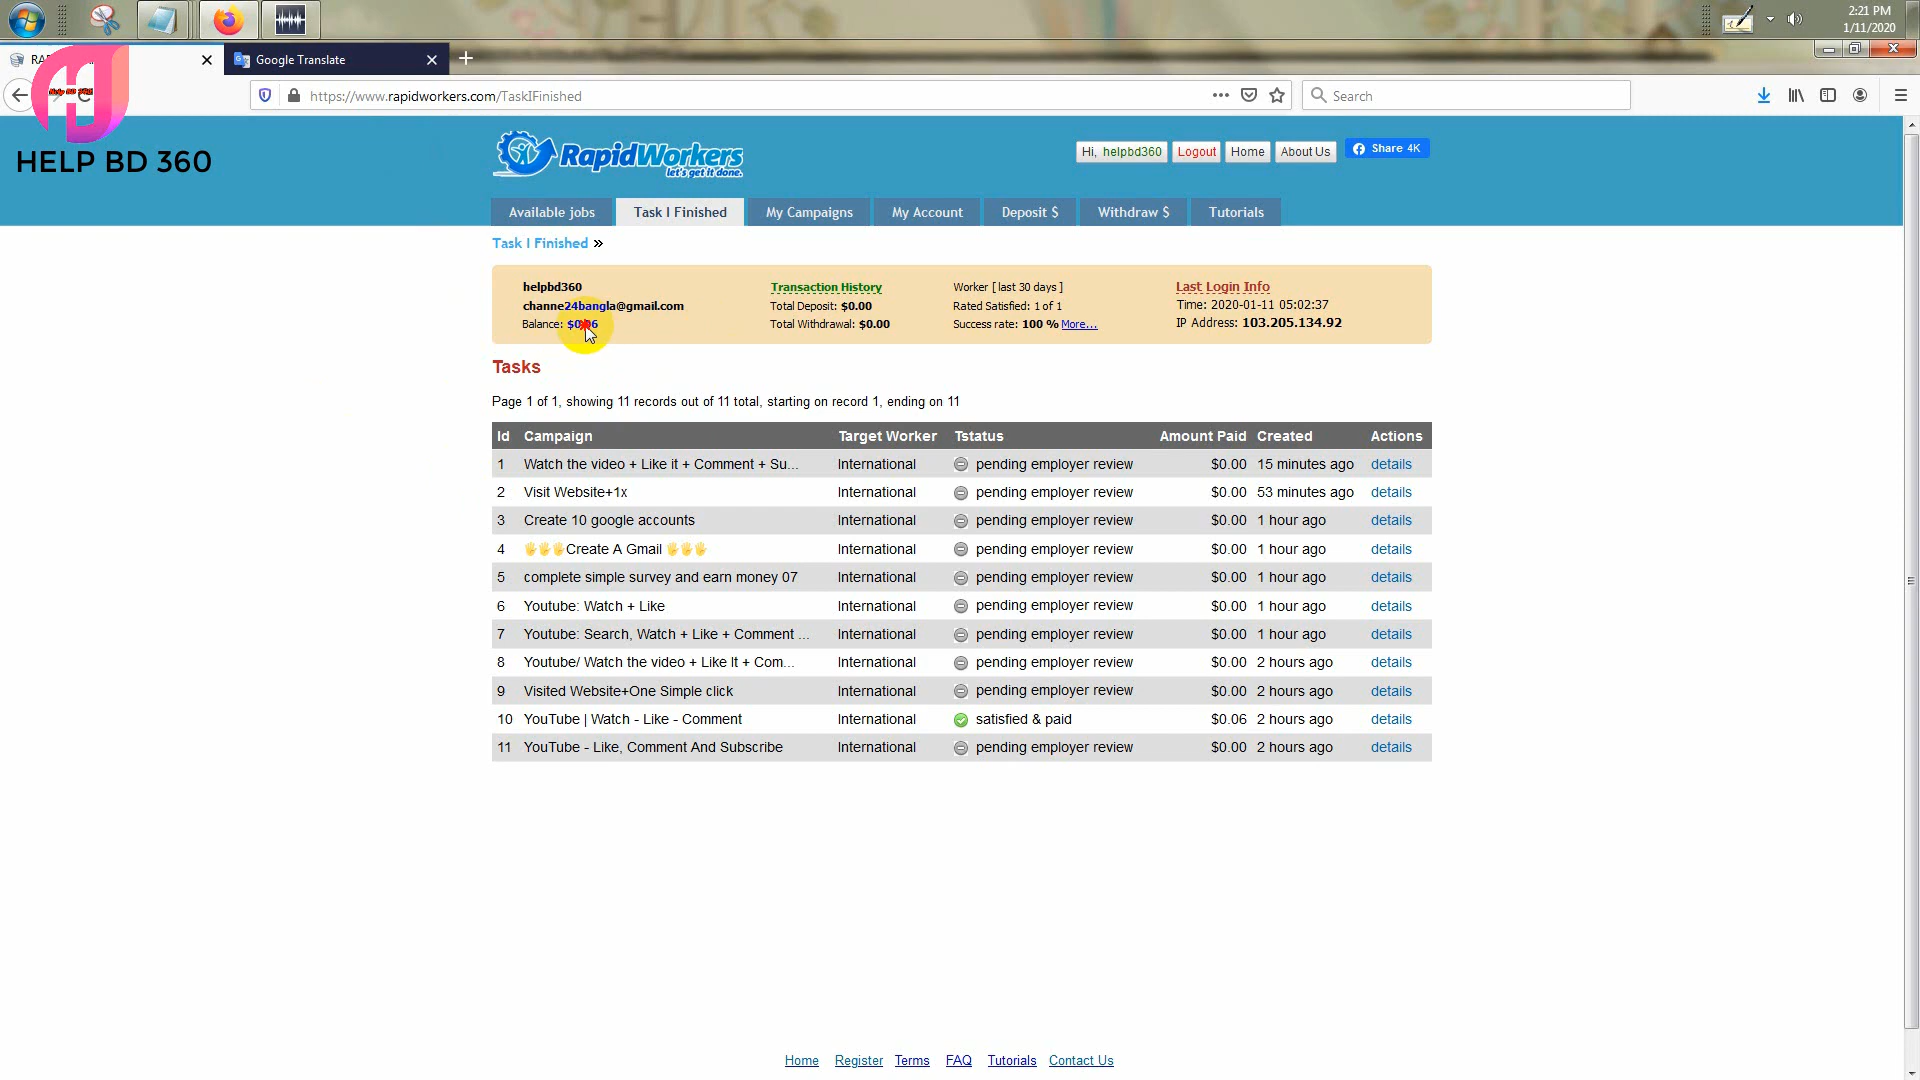 2:21 PM
1/11/2020
Google Translate
https://www.rapidworkers.com/TaskIFinished
Search
Help BD 360
HELP BD 360
RapidWorkers
let's get it done.
Hi, helpbd360
Logout
Home
About Us
Share 4K
Available jobs
Task I Finished
My Campaigns
My Account
Deposit $
Withdraw $
Tutorials
Task I Finished »
helpbd360
channe24bangla@gmail.com
Balance:
Transaction History
Total Deposit: $0.00
Total Withdrawal: $0.00
Worker [ last 30 days ]
Rated Satisfied: 1 of 1
Success rate: 100 % More...
Last Login Info
Time: 2020-01-11 05:02:37
IP Address: 103.205.134.92
Tasks
Page 1 of 1, showing 11 records out of 11 total, starting on record 1, ending on 11
Id Campaign Target Worker Tstatus Amount Paid Created Actions
1 Watch the video + Like it + Comment + Su... International pending employer review $0.00 15 minutes ago details
2 Visit Website+1x International pending employer review $0.00 53 minutes ago details
3 Create 10 google accounts International pending employer review $0.00 1 hour ago details
4 🖐🖐🖐Create A Gmail 🖐🖐🖐 International pending employer review $0.00 1 hour ago details
5 complete simple survey and earn money 07 International pending employer review $0.00 1 hour ago details
6 Youtube: Watch + Like International pending employer review $0.00 1 hour ago details
7 Youtube: Search, Watch + Like + Comment ... International pending employer review $0.00 1 hour ago details
8 Youtube/ Watch the video + Like It + Com... International pending employer review $0.00 2 hours ago details
9 Visited Website+One Simple click International pending employer review $0.00 2 hours ago details
10 YouTube | Watch - Like - Comment International satisfied & paid $0.06 2 hours ago details
11 YouTube - Like, Comment And Subscribe International pending employer review $0.00 2 hours ago details
Home Register Terms FAQ Tutorials Contact Us